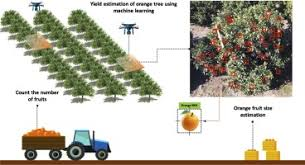 Yield estimation of orange tree using
machine learning
Count the number
of fruits
Orange fruit size
estimation